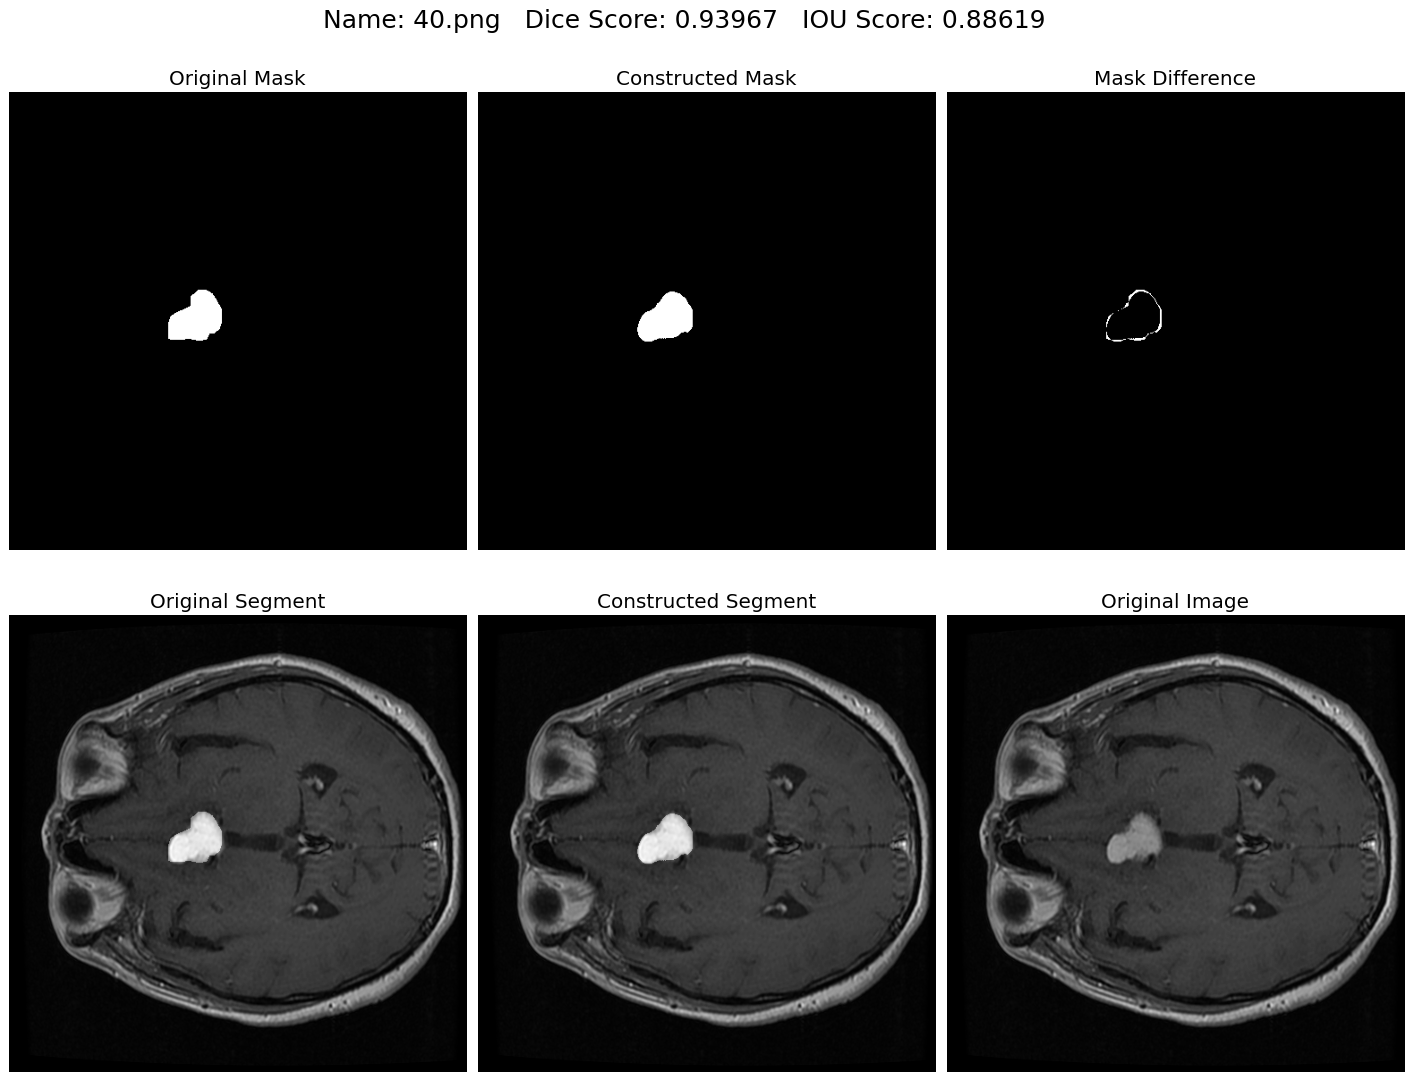 Name: 40.png   Dice Score: 0.93967   IOU Score: 0.88619
Original Mask
Constructed Mask
Mask Difference
Original Segment
Constructed Segment
Original Image